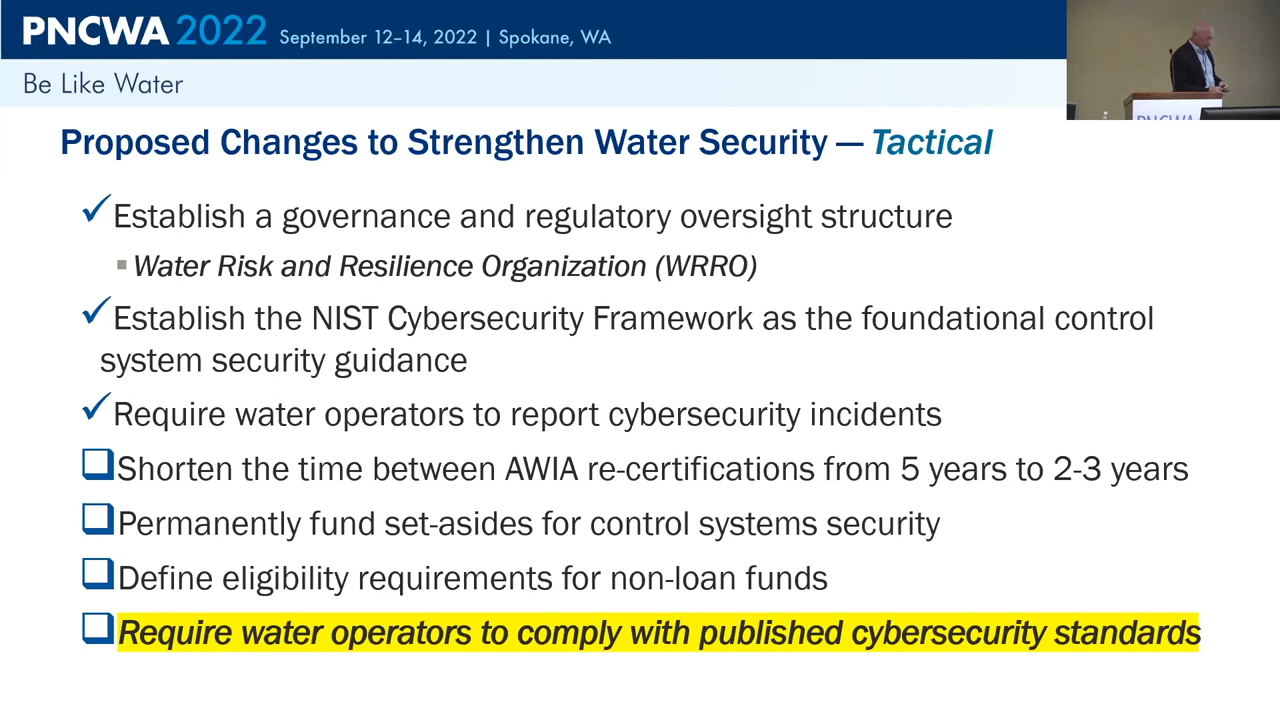 PNCWA 2022 September 12–14, 2022 | Spokane, WA
Be Like Water
PNCWA
Proposed Changes to Strengthen Water Security — Tactical
Establish a governance and regulatory oversight structure
Water Risk and Resilience Organization (WRRO)
Establish the NIST Cybersecurity Framework as the foundational control
system security guidance
Require water operators to report cybersecurity incidents
Shorten the time between AWIA re-certifications from 5 years to 2-3 years
Permanently fund set-asides for control systems security
Define eligibility requirements for non-loan funds
Require water operators to comply with published cybersecurity standards